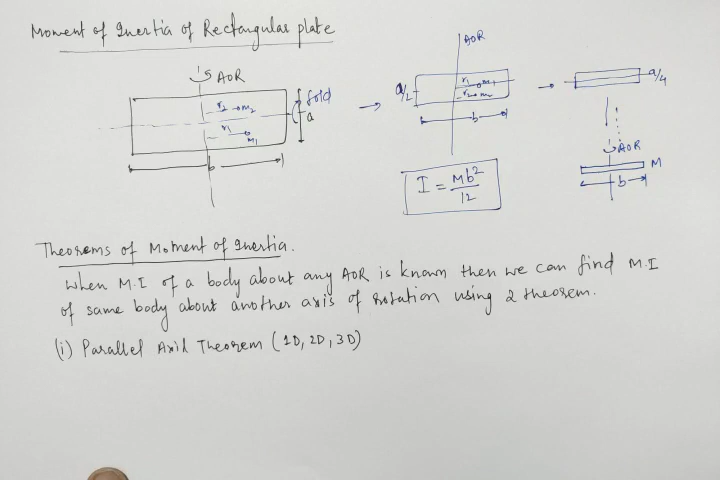 Moment of Inertia of Rectangular plate
AOR
r2 m2
r1
m1
fold
a
b
AOR
a/2
r1 m1
r2 m2
b
I = Mb²/12
a/4
AOR
M
b
Theorems of Moment of Inertia.
When M.I of a body about any AOR is known then we can find M.I
of same body about another axis of rotation using 2 theorem.
(i) Parallel Axis Theorem (1D, 2D, 3D)